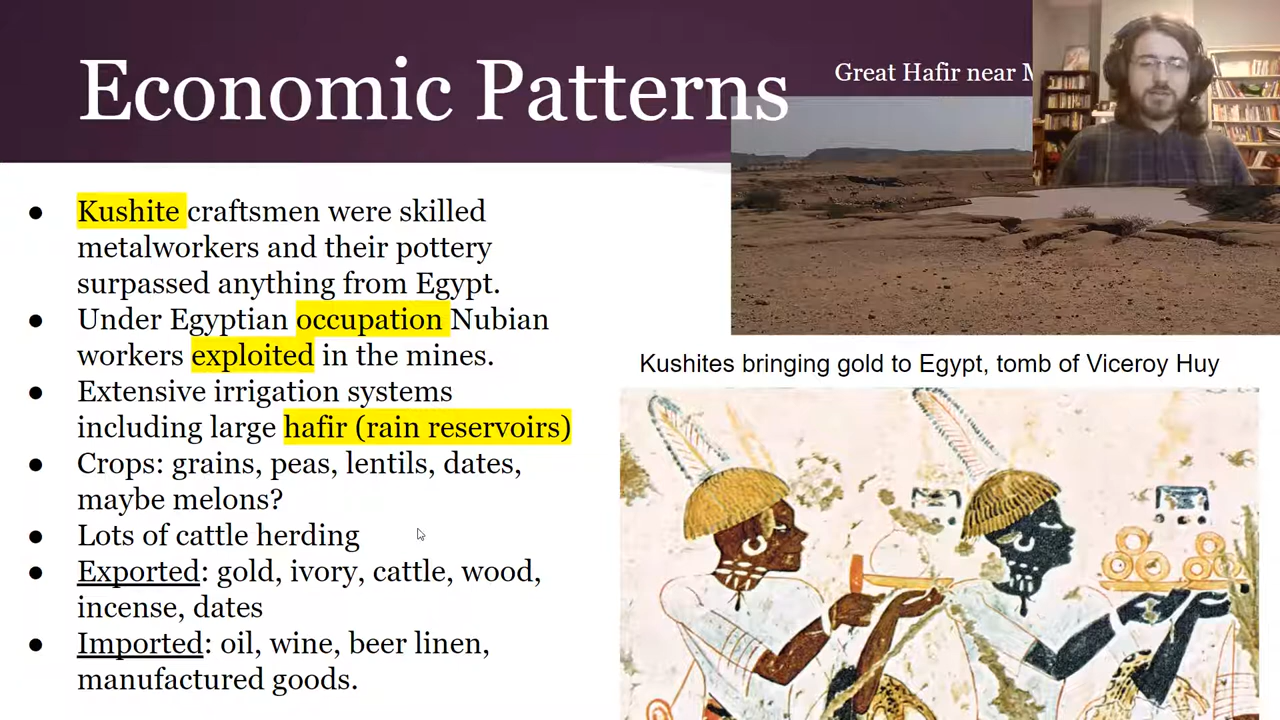 Economic Patterns
Great Hafir near
● Kushite craftsmen were skilled
metalworkers and their pottery
surpassed anything from Egypt.
● Under Egyptian occupation Nubian
workers exploited in the mines.
● Extensive irrigation systems
including large hafir (rain reservoirs)
● Crops: grains, peas, lentils, dates,
maybe melons?
● Lots of cattle herding
● Exported: gold, ivory, cattle, wood,
incense, dates
● Imported: oil, wine, beer linen,
manufactured goods.
Kushites bringing gold to Egypt, tomb of Viceroy Huy